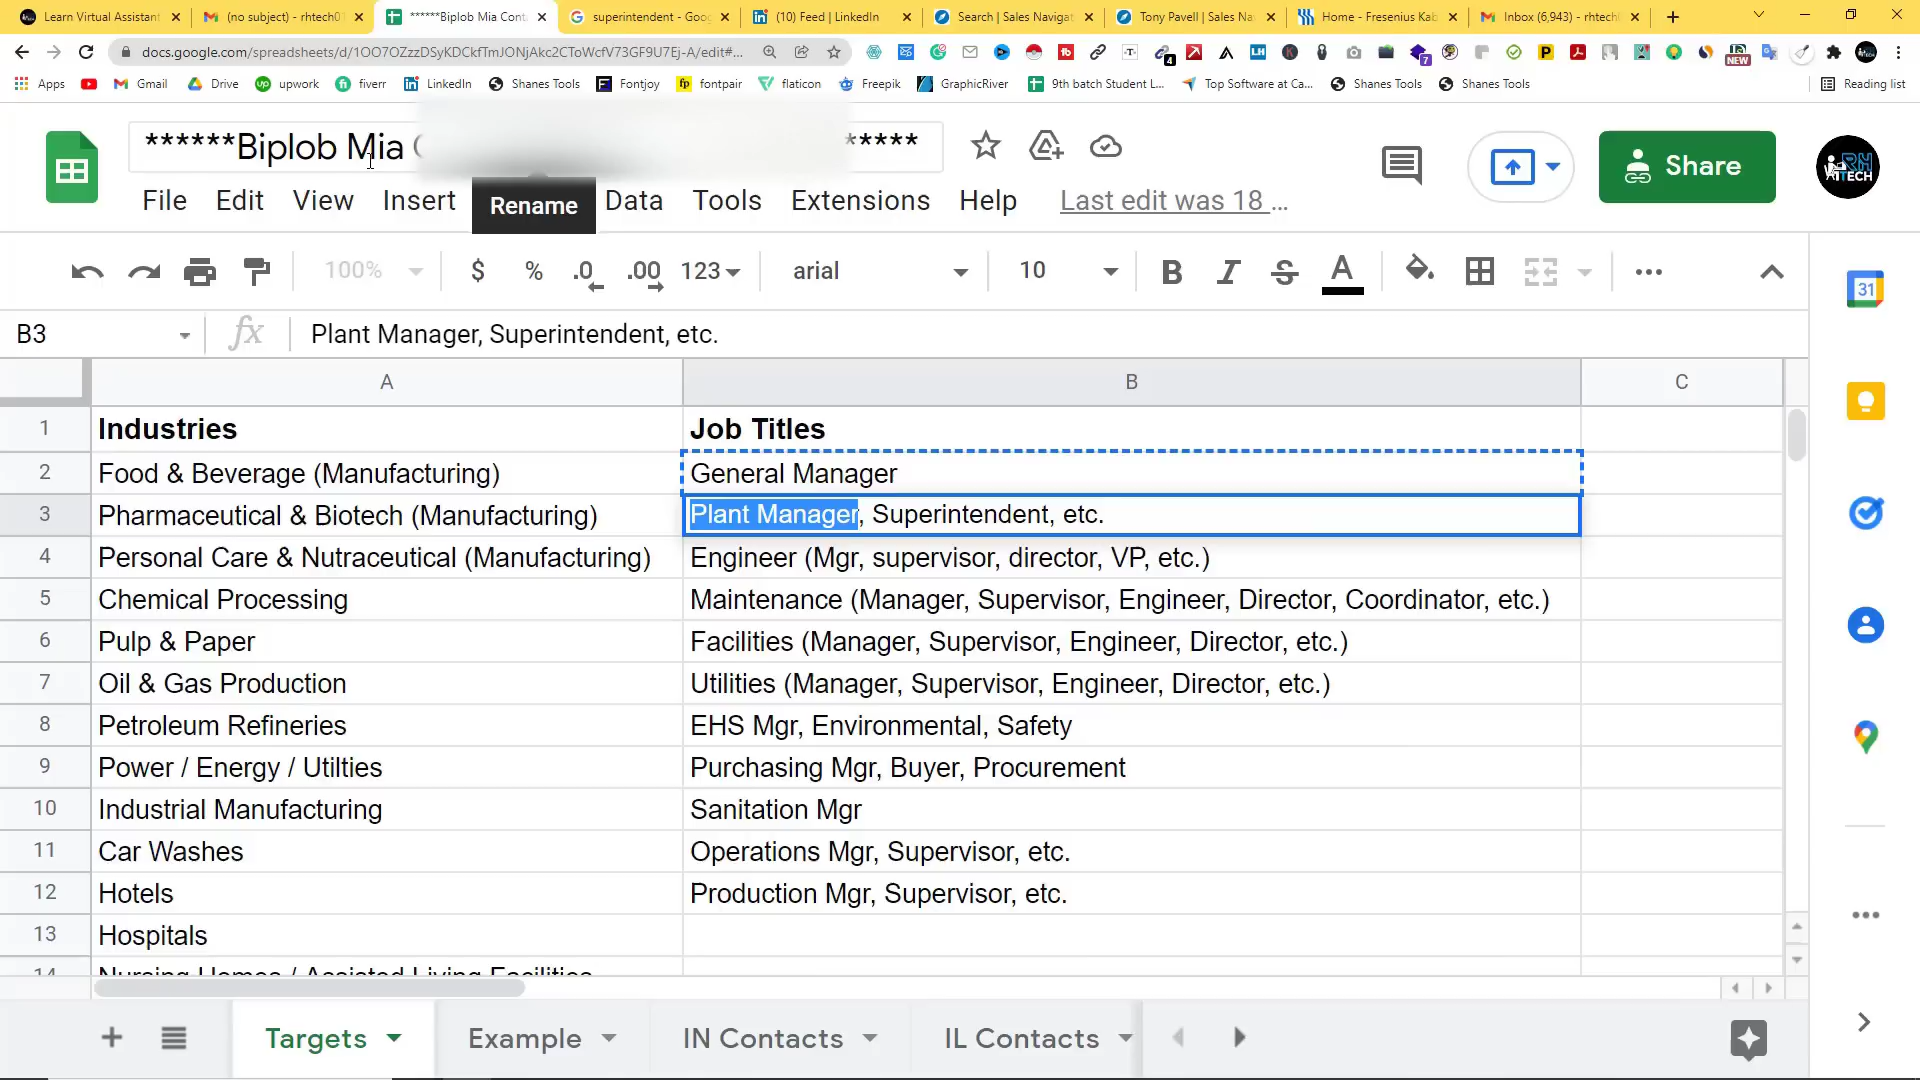 Learn Virtual Assistant
(no subject) - rhtech01
******Biplob Mia Cont
superintendent - Goog
(10) Feed | LinkedIn
Search | Sales Navigat
Tony Pavell | Sales Na
Home - Fresenius Kab
Inbox (6,943) - rhtech0
docs.google.com/spreadsheets/d/1OO7OZzzDSyKDCkfTmJONjAkc2CToWcfV73GF9U7Ej-A/edit#...
Apps
Gmail
Drive
upwork
fiverr
LinkedIn
Shanes Tools
Fontjoy
fontpair
flaticon
Freepik
GraphicRiver
9th batch Student L...
Top Software at Ca...
Shanes Tools
Shanes Tools
Reading list
******Biplob Mia
*****
Share
File Edit View Insert Data Tools Extensions Help Last edit was 18 ...
Rename
100% $ % .0 .00 123 arial 10 B I S A
31
B3 fx Plant Manager, Superintendent, etc.
A B C
1 Industries Job Titles
2 Food & Beverage (Manufacturing) General Manager
3 Pharmaceutical & Biotech (Manufacturing) Plant Manager, Superintendent, etc.
4 Personal Care & Nutraceutical (Manufacturing) Engineer (Mgr, supervisor, director, VP, etc.)
5 Chemical Processing Maintenance (Manager, Supervisor, Engineer, Director, Coordinator, etc.)
6 Pulp & Paper Facilities (Manager, Supervisor, Engineer, Director, etc.)
7 Oil & Gas Production Utilities (Manager, Supervisor, Engineer, Director, etc.)
8 Petroleum Refineries EHS Mgr, Environmental, Safety
9 Power / Energy / Utilties Purchasing Mgr, Buyer, Procurement
10 Industrial Manufacturing Sanitation Mgr
11 Car Washes Operations Mgr, Supervisor, etc.
12 Hotels Production Mgr, Supervisor, etc.
13 Hospitals
14 Nursing Homes / Assisted Living Facilities
Targets Example IN Contacts IL Contacts